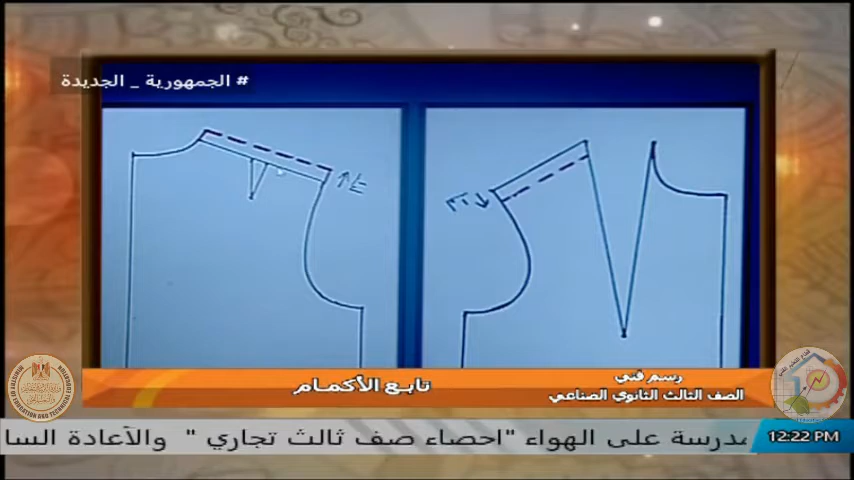 # الجمهورية _ الجديدة
رسم فني
الصف الثالث الثانوي الصناعي
تابع الأكمام
مدرسة على الهواء "احصاء صف ثالث تجاري " والآعادة السا
12:22 PM